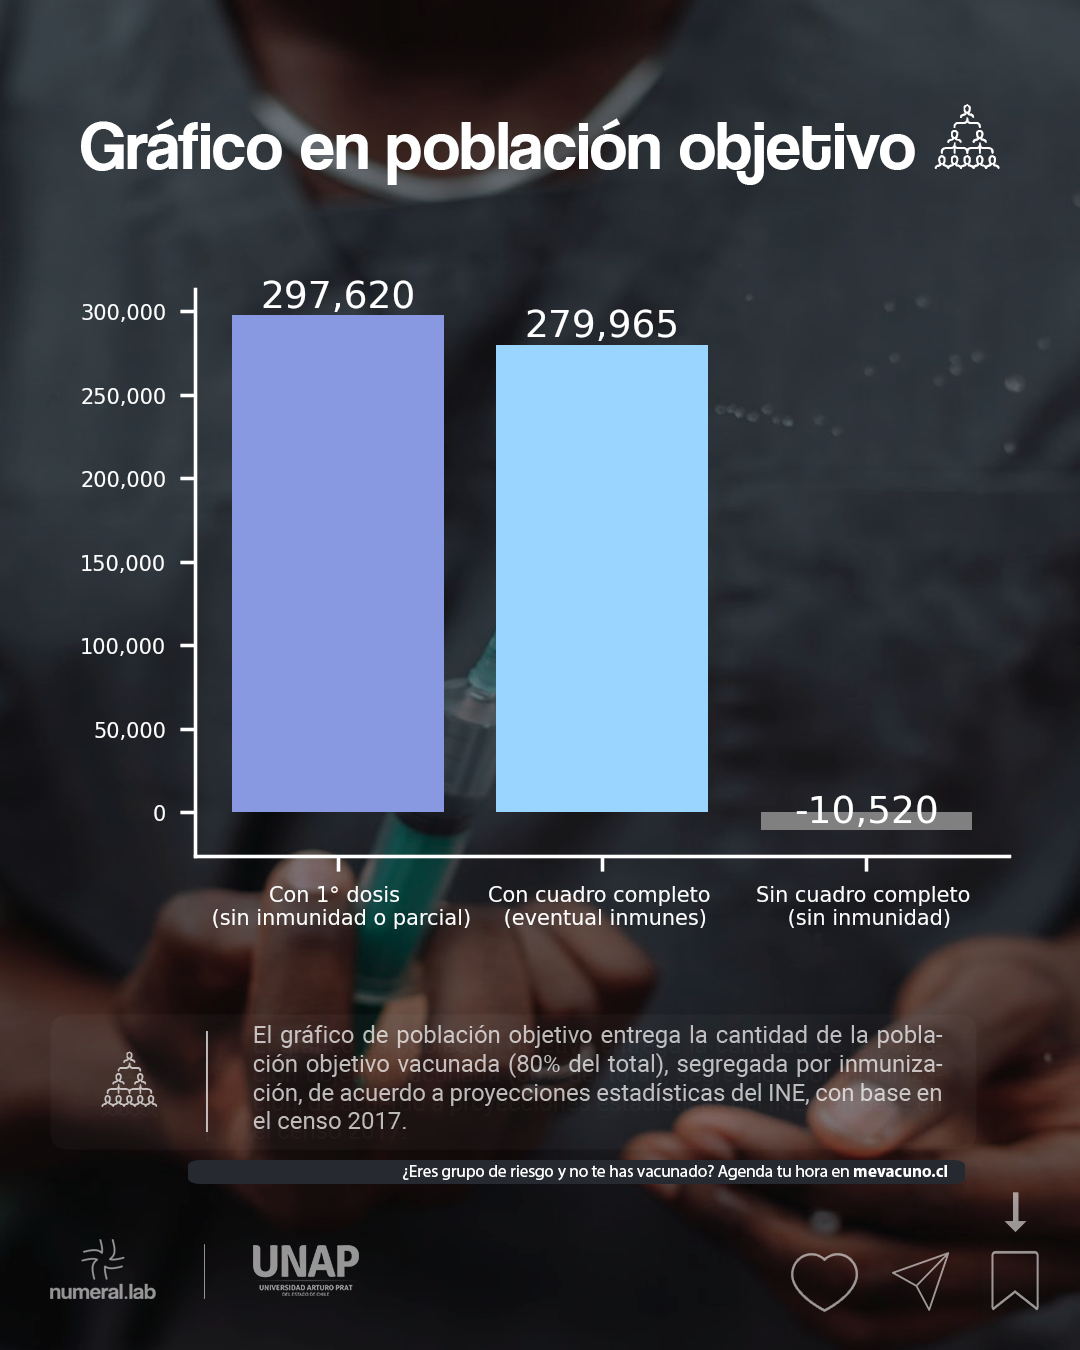 Gráfico en población objetivo
297,620
279,965
-10,520
300,000
250,000
200,000
150,000
100,000
50,000
0
Con 1° dosis
(sin inmunidad o parcial)
Con cuadro completo
(eventual inmunes)
Sin cuadro completo
(sin inmunidad)
El gráfico de población objetivo entrega la cantidad de la pobla-
ción objetivo vacunada (80% del total), segregada por inmuniza-
ción, de acuerdo a proyecciones estadísticas del INE, con base en
el censo 2017.
¿Eres grupo de riesgo y no te has vacunado? Agenda tu hora en mevacuno.cl
numeral.lab
UNAP
UNIVERSIDAD ARTURO PRAT
DEL ESTADO DE CHILE